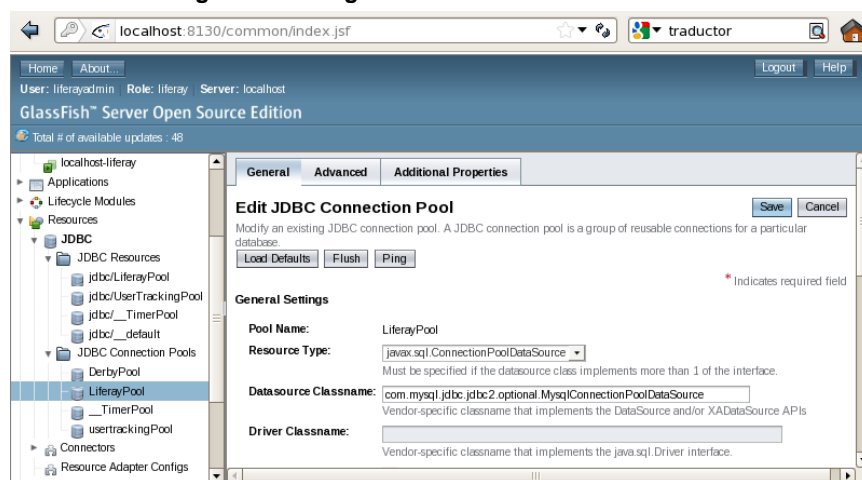 localhost:8130/common/index.jsf
traductor
Home About...
Logout Help
User: liferayadmin Role: liferay Server: localhost
GlassFish™ Server Open Source Edition
Total # of available updates : 48
localhost-liferay
Applications
Lifecycle Modules
Resources
JDBC
JDBC Resources
jdbc/LiferayPool
jdbc/UserTrackingPool
jdbc/__TimerPool
jdbc/__default
JDBC Connection Pools
DerbyPool
LiferayPool
__TimerPool
usertrackingPool
Connectors
Resource Adapter Configs
General Advanced Additional Properties
Edit JDBC Connection Pool
Save Cancel
Modify an existing JDBC connection pool. A JDBC connection pool is a group of reusable connections for a particular
database.
Load Defaults Flush Ping
* Indicates required field
General Settings
Pool Name: LiferayPool
Resource Type: javax.sql.ConnectionPoolDataSource
Must be specified if the datasource class implements more than 1 of the interface.
Datasource Classname: com.mysql.jdbc.jdbc2.optional.MysqlConnectionPoolDataSource
Vendor-specific classname that implements the DataSource and/or XADataSource APIs
Driver Classname:
Vendor-specific classname that implements the java.sql.Driver interface.